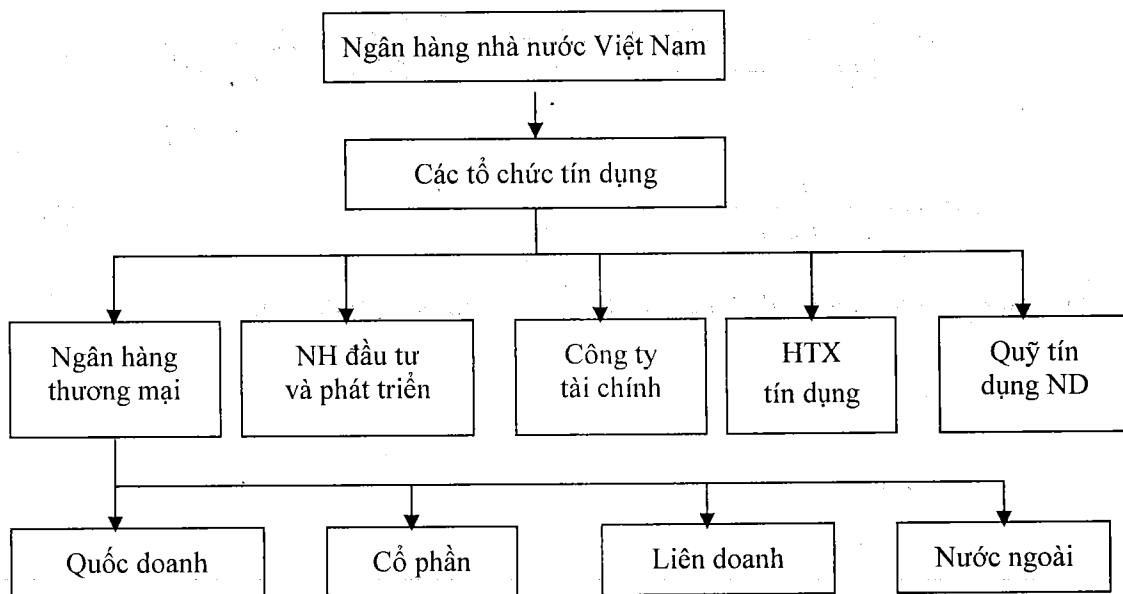 Ngân hàng nhà nước Việt Nam
Các tổ chức tín dụng
Ngân hàng
thương mại
NH đầu tư
và phát triển
Công ty
tài chính
HTX
tín dụng
Quỹ tín
dụng ND
Quốc doanh
Cổ phần
Liên doanh
Nước ngoài